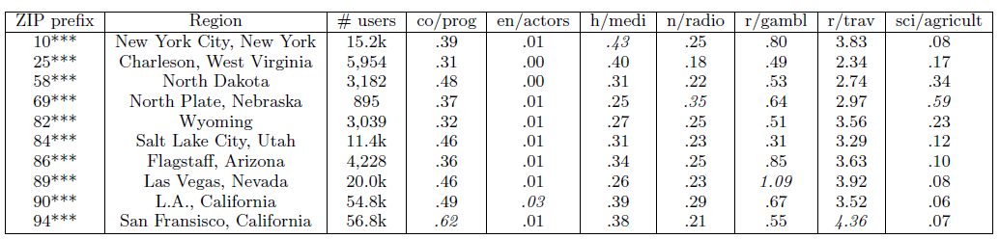 ZIP prefix Region # users co/prog en/actors h/medi n/radio r/gambl r/trav sci/agricult
10*** New York City, New York 15.2k .39 .01 .43 .25 .80 3.83 .08
25*** Charleson, West Virginia 5,954 .31 .00 .40 .18 .49 2.34 .17
58*** North Dakota 3,182 .48 .00 .31 .22 .53 2.74 .34
69*** North Plate, Nebraska 895 .37 .01 .25 .35 .64 2.97 .59
82*** Wyoming 3,039 .32 .01 .27 .25 .51 3.56 .23
84*** Salt Lake City, Utah 11.4k .46 .01 .31 .23 .31 3.29 .12
86*** Flagstaff, Arizona 4,228 .36 .01 .34 .25 .85 3.63 .10
89*** Las Vegas, Nevada 20.0k .46 .01 .26 .23 1.09 3.92 .08
90*** L.A., California 54.8k .49 .03 .39 .29 .67 3.52 .06
94*** San Fransisco, California 56.8k .62 .01 .38 .21 .55 4.36 .07